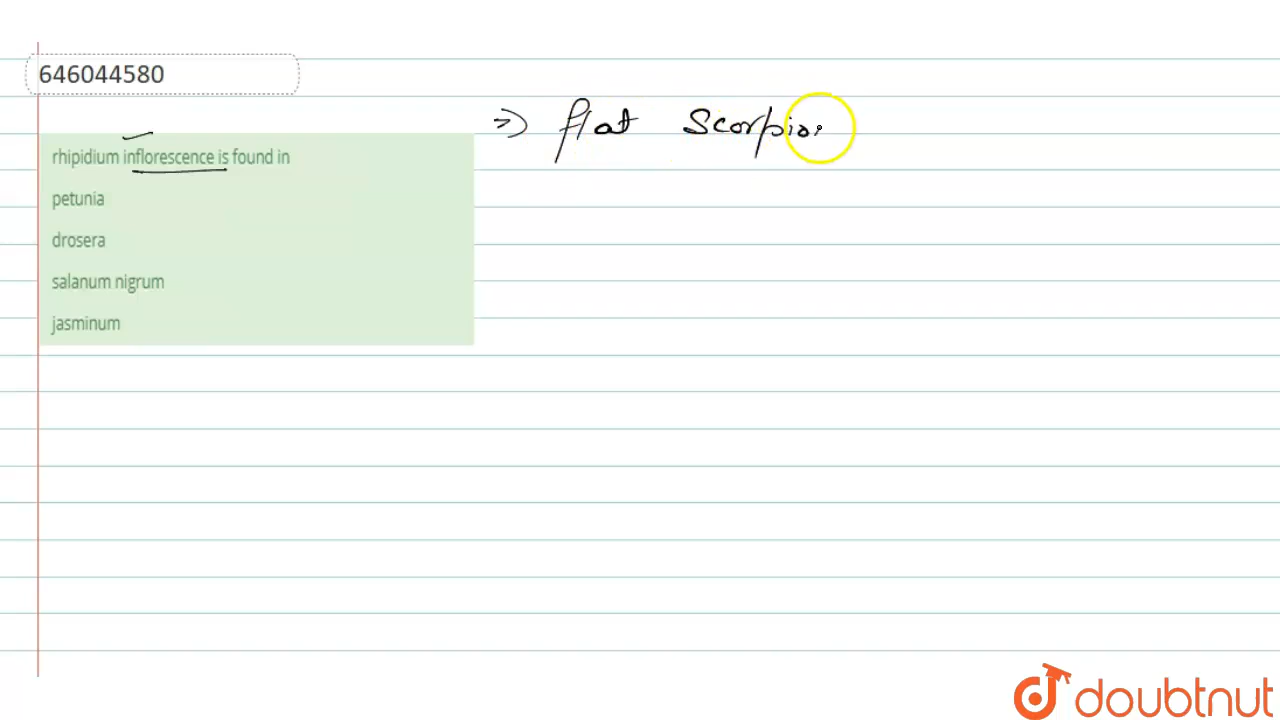 646044580
⇒ flat Scorpio
rhipidium inflorescence is found in
petunia
drosera
salanum nigrum
jasminum
doubtnut